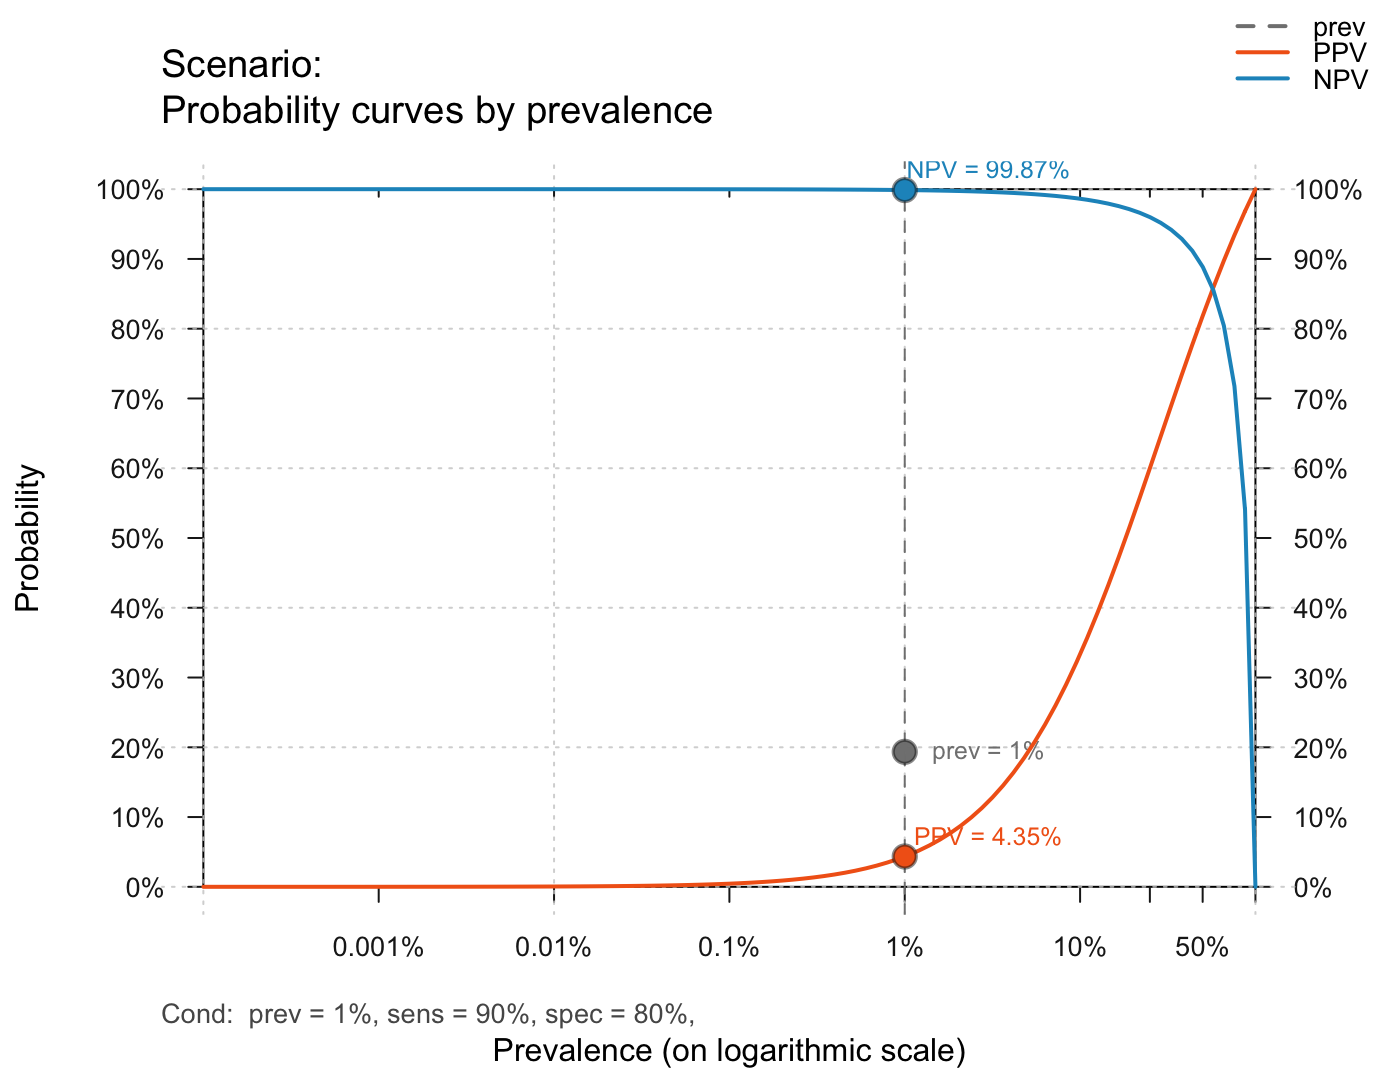 prev
PPV
NPV
Scenario:
Probability curves by prevalence
NPV = 99.87%
100%
100%
90%
90%
80%
80%
70%
70%
60%
60%
50%
50%
40%
40%
30%
30%
prev = 1%
20%
20%
10%
10%
PPV = 4.35%
0%
0%
Probability
0.001% 0.01% 0.1% 1% 10% 50%
Cond: prev = 1%, sens = 90%, spec = 80%,
Prevalence (on logarithmic scale)